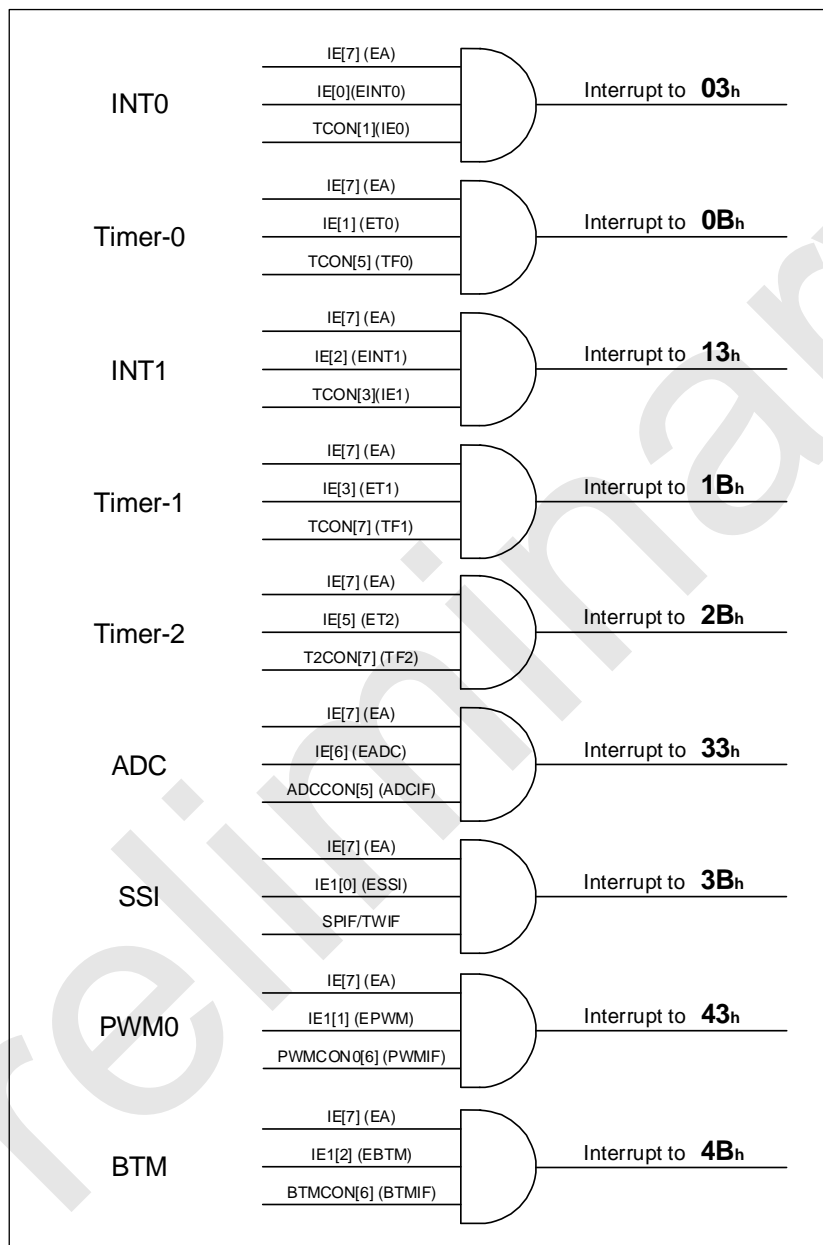 IE[7] (EA)
INT0
IE[0](EINT0)
Interrupt to 03h
TCON[1](IE0)
IE[7] (EA)
Timer-0
IE[1] (ET0)
Interrupt to 0Bh
TCON[5] (TF0)
IE[7] (EA)
INT1
IE[2] (EINT1)
Interrupt to 13h
TCON[3](IE1)
IE[7] (EA)
Timer-1
IE[3] (ET1)
Interrupt to 1Bh
TCON[7] (TF1)
IE[7] (EA)
Timer-2
IE[5] (ET2)
Interrupt to 2Bh
T2CON[7] (TF2)
IE[7] (EA)
ADC
IE[6] (EADC)
Interrupt to 33h
ADCCON[5] (ADCIF)
IE[7] (EA)
SSI
IE1[0] (ESSI)
Interrupt to 3Bh
SPIF/TWIF
IE[7] (EA)
PWM0
IE1[1] (EPWM)
Interrupt to 43h
PWMCON0[6] (PWMIF)
IE[7] (EA)
BTM
IE1[2] (EBTM)
Interrupt to 4Bh
BTMCON[6] (BTMIF)
reliminar